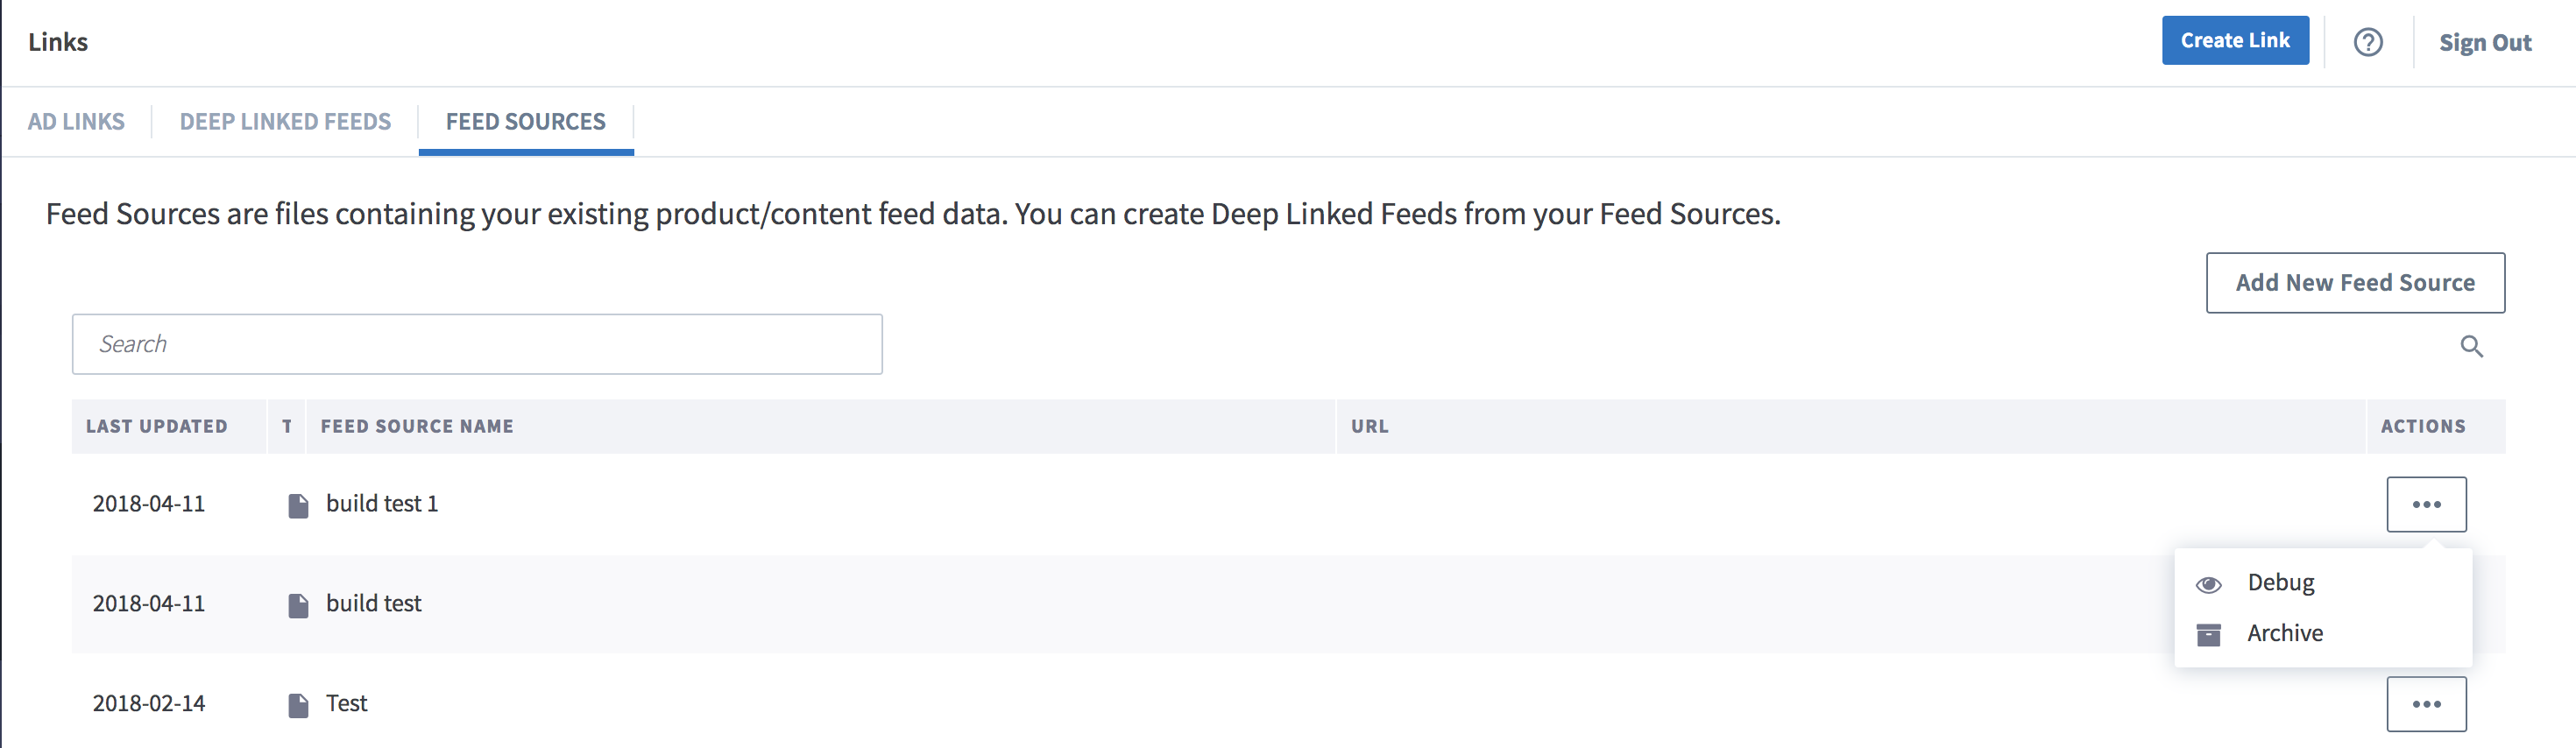 Links
Create Link
Sign Out
AD LINKS
DEEP LINKED FEEDS
FEED SOURCES
Feed Sources are files containing your existing product/content feed data. You can create Deep Linked Feeds from your Feed Sources.
Add New Feed Source
Search
LAST UPDATED T FEED SOURCE NAME URL ACTIONS
2018-04-11 build test 1
Debug
2018-04-11 build test
Archive
2018-02-14 Test